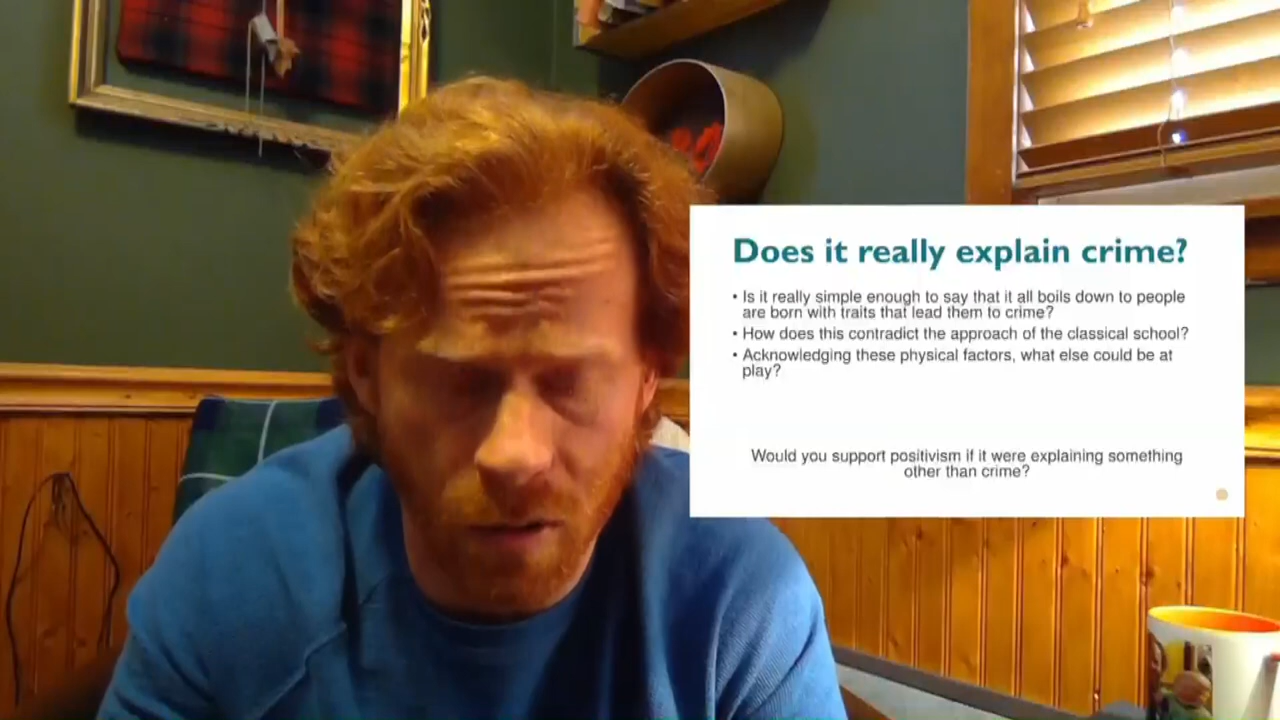 Does it really explain crime?
• Is it really simple enough to say that it all boils down to people
are born with traits that lead them to crime?
• How does this contradict the approach of the classical school?
• Acknowledging these physical factors, what else could be at
play?
Would you support positivism if it were explaining something
other than crime?